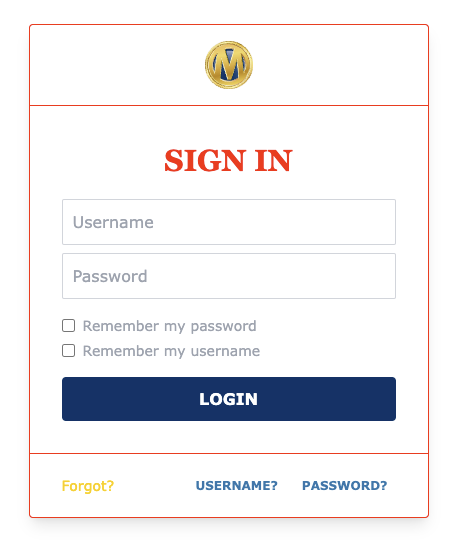 M
SIGN IN
Username
Password
Remember my password
Remember my username
LOGIN
Forgot? USERNAME? PASSWORD?